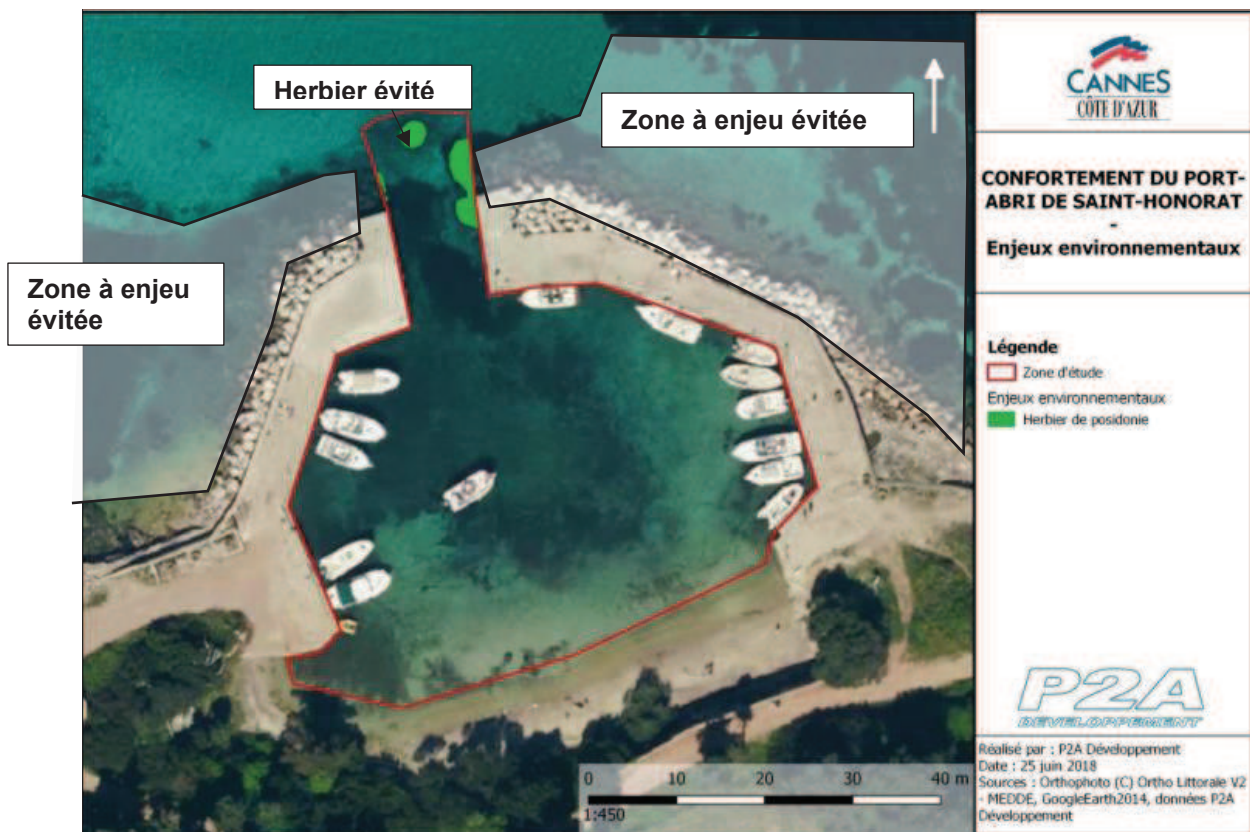 Herbier évité
Zone à enjeu évitée
Zone à enjeu
évitée
0 10 20 30 40 m
1:450
CANNES
CÔTE D'AZUR
CONFORTEMENT DU PORT-
ABRI DE SAINT-HONORAT
-
Enjeux environnementaux
Légende
Zone d'étude
Enjeux environnementaux
Herbier de posidonie
P2A
DEVELOPPEMENT
Réalisé par : P2A Développement
Date : 25 juin 2018
Sources : Orthophoto (C) Ortho Littorale V2
- MEDDE, GoogleEarth2014, données P2A
Développement